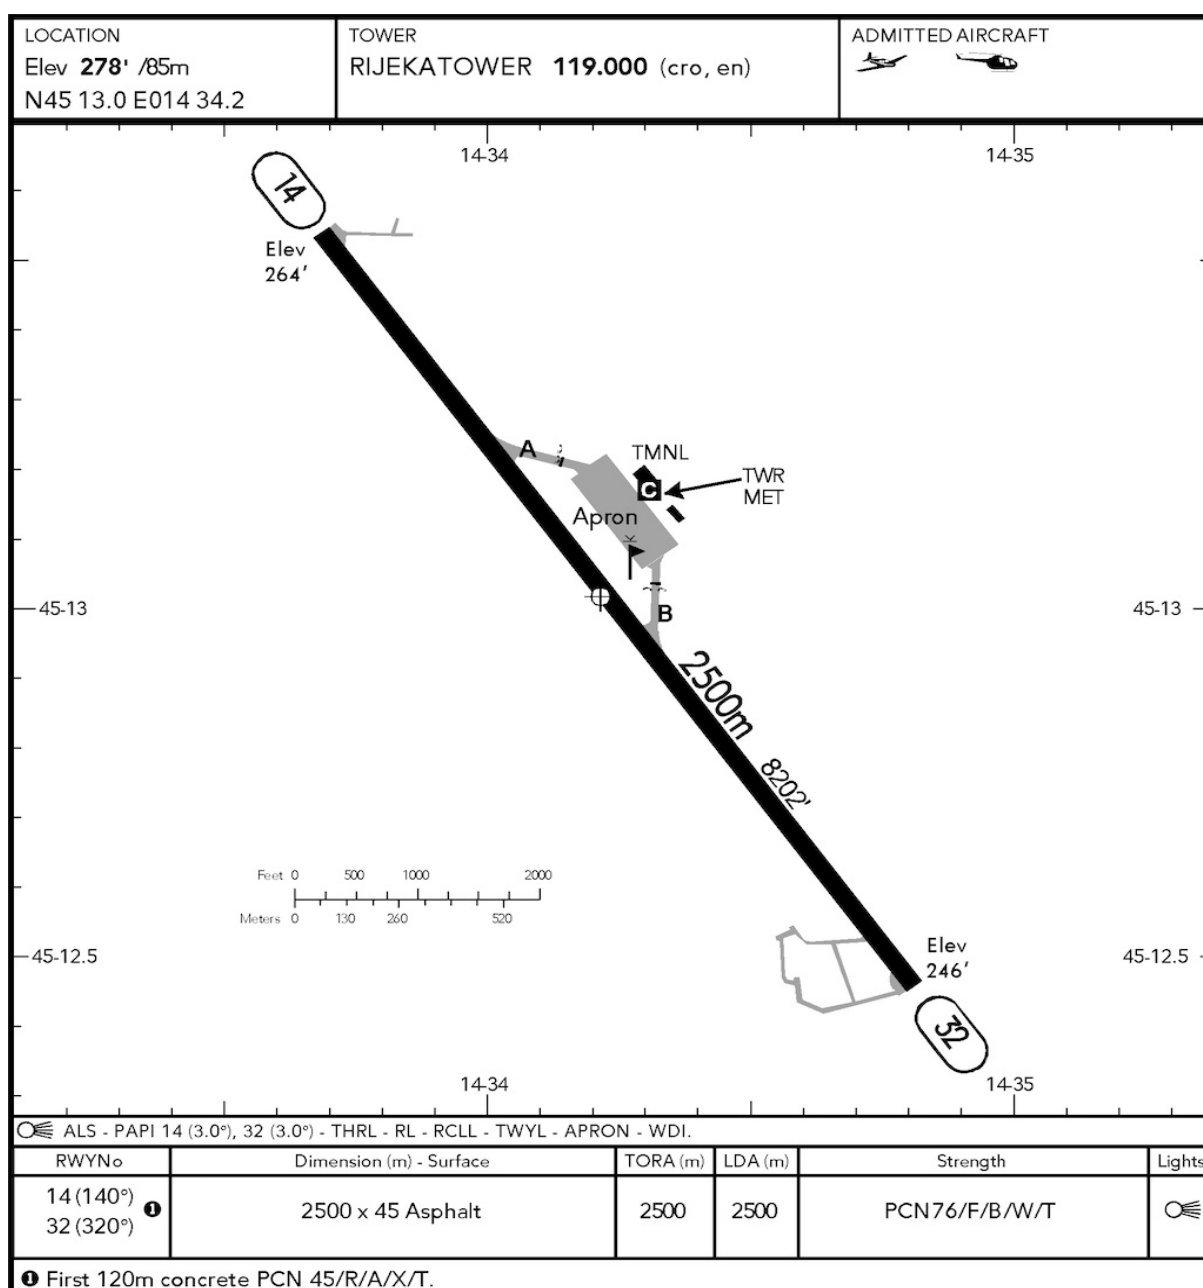 LOCATION
Elev 278' /85m
N45 13.0 E014 34.2
TOWER
RIJEKATOWER 119.000 (cro, en)
ADMITTED AIRCRAFT
14-34
14-35
14
Elev
264'
A
TMNL
C
TWR
MET
Apron
45-13
45-13
B
2500m
8202'
Feet 0 500 1000 2000
Meters 0 130 260 520
45-12.5
45-12.5
Elev
246'
32
14-34
14-35
ALS - PAPI 14 (3.0°), 32 (3.0°) - THRL - RL - RCLL - TWYL - APRON - WDI.
RWYNo Dimension (m) - Surface TORA (m) LDA (m) Strength Lights
14 (140°)
32 (320°)
❶ 2500 x 45 Asphalt 2500 2500 PCN76/F/B/W/T
❶ First 120m concrete PCN 45/R/A/X/T.